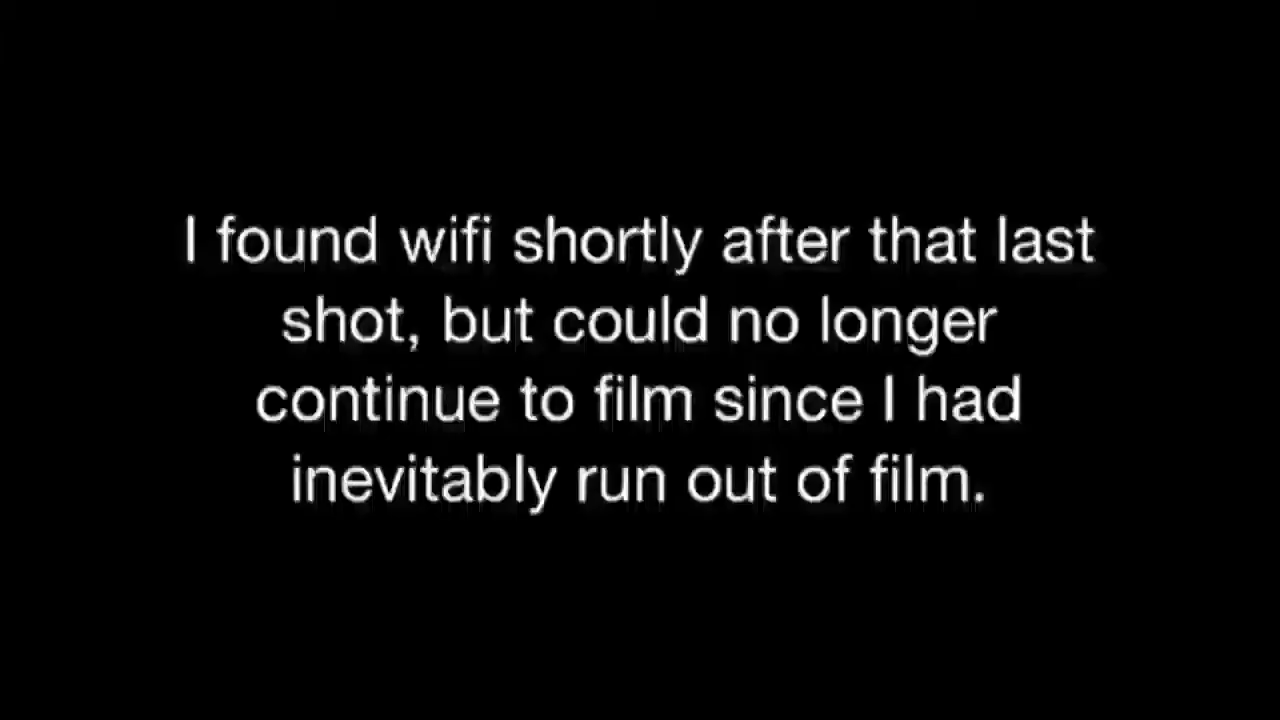 I found wifi shortly after that last
shot, but could no longer
continue to film since I had
inevitably run out of film.